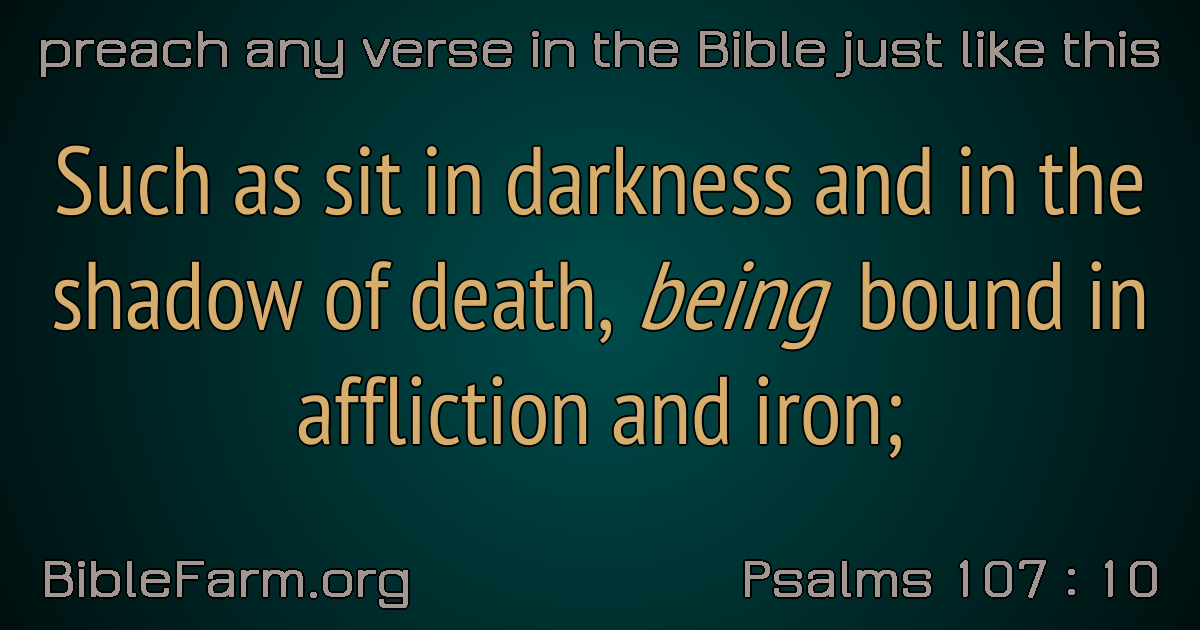 preach any verse in the Bible just like this
Such as sit in darkness and in the
shadow of death, being bound in
affliction and iron;
BibleFarm.org
Psalms 107 : 10